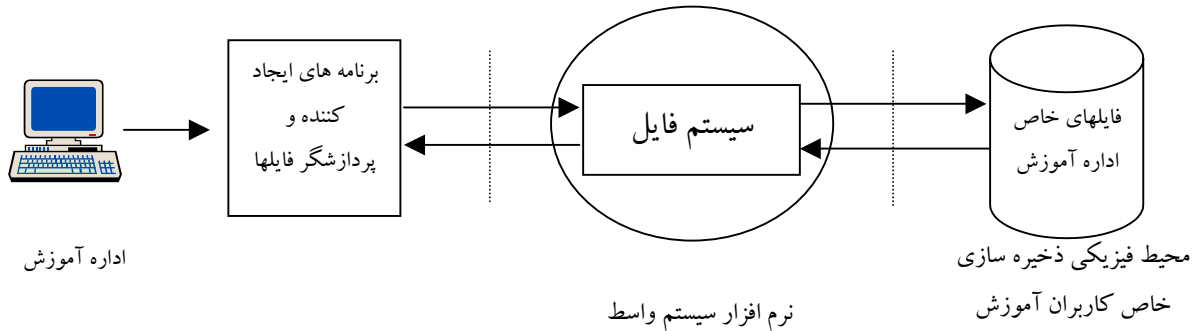 برنامه های ایجاد
کننده و
پردازشگر فایلها
سیستم فایل
فایلهای خاص
اداره آموزش
اداره آموزش
محیط فیزیکی ذخیره سازی
خاص کاربران آموزش
نرم افزار سیستم واسط